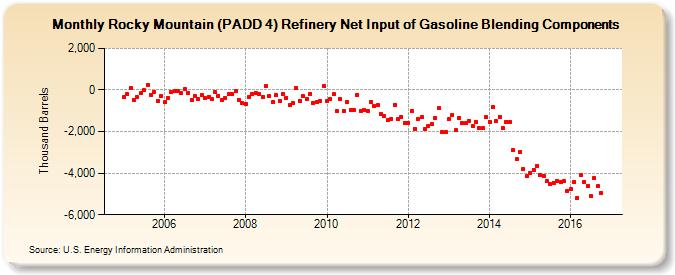 Monthly Rocky Mountain (PADD 4) Refinery Net Input of Gasoline Blending Components
Thousand Barrels
2,000
0
-2,000
-4,000
-6,000
2006 2008 2010 2012 2014 2016
Source: U.S. Energy Information Administration